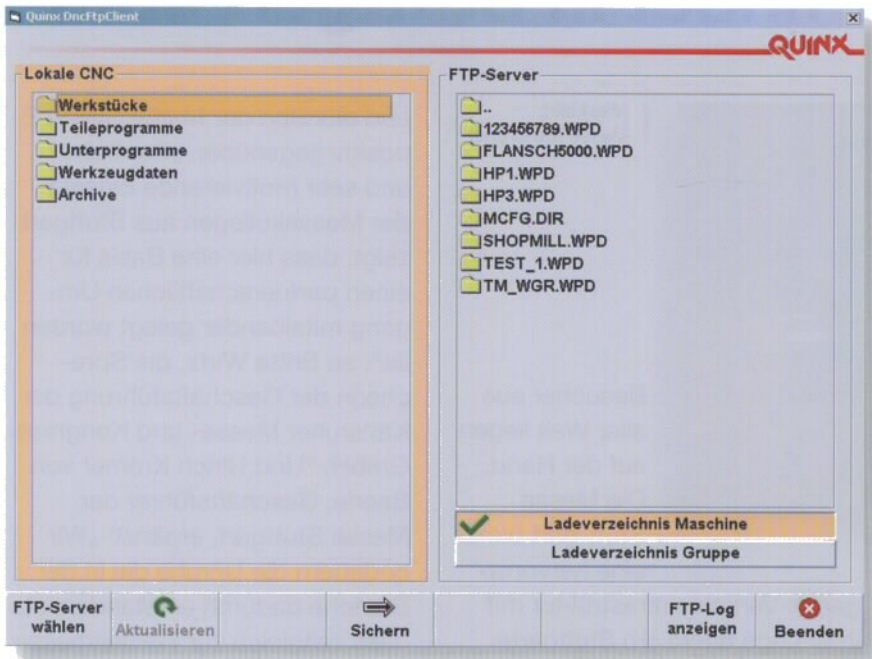 Quinx DncFtpClient
QUINX
Lokale CNC
Werkstücke
Teileprogramme
Unterprogramme
Werkzeugdaten
Archive
FTP-Server
..
123456789.WPD
FLANSCH5000.WPD
HP1.WPD
HP3.WPD
MCFG.DIR
SHOPMILL.WPD
TEST_1.WPD
TM_WGR.WPD
Ladeverzeichnis Maschine
Ladeverzeichnis Gruppe
FTP-Server
wählen
Aktualisieren
Sichern
FTP-Log
anzeigen
Beenden